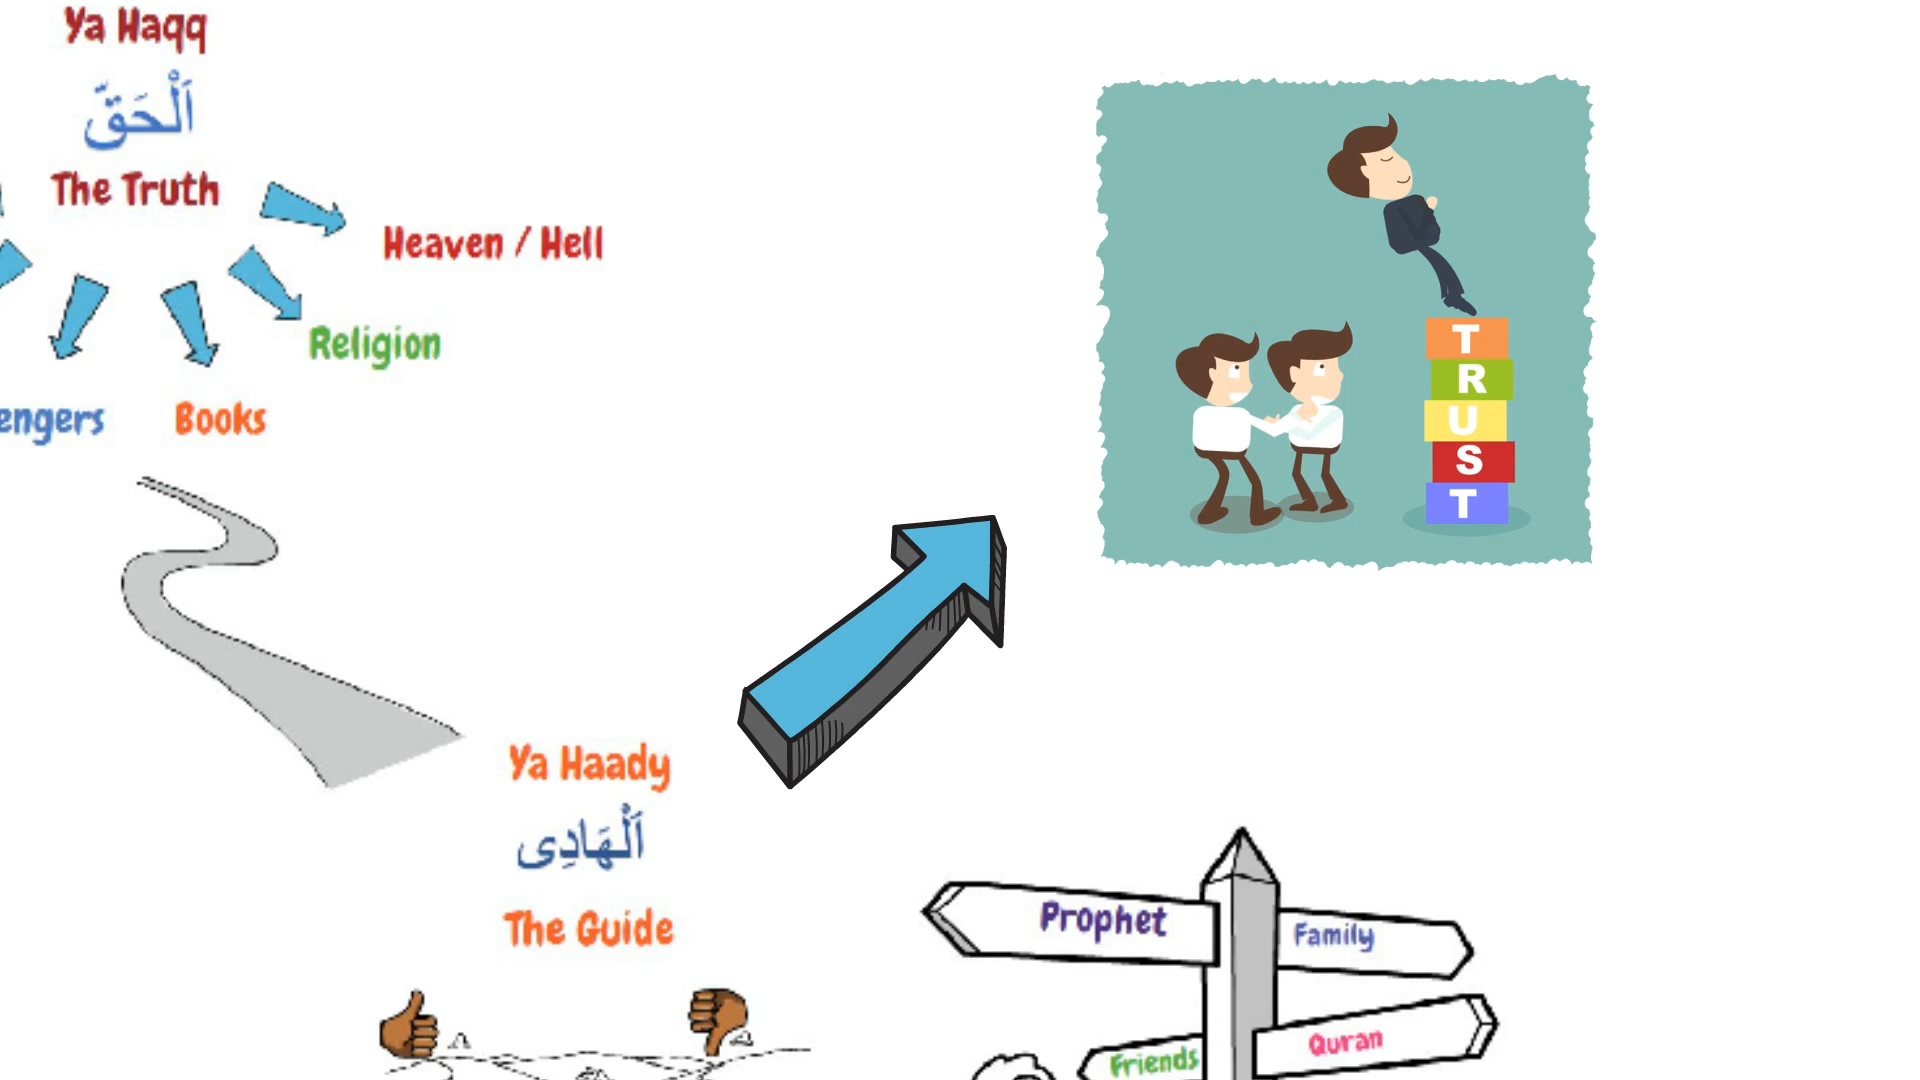 Ya Haqq
اَلْحَقّ
The Truth
Heaven / Hell
Religion
engers
Books
T
R
U
S
T
Ya Haady
اَلْهَادِى
The Guide
Prophet
Family
Quran
Friends